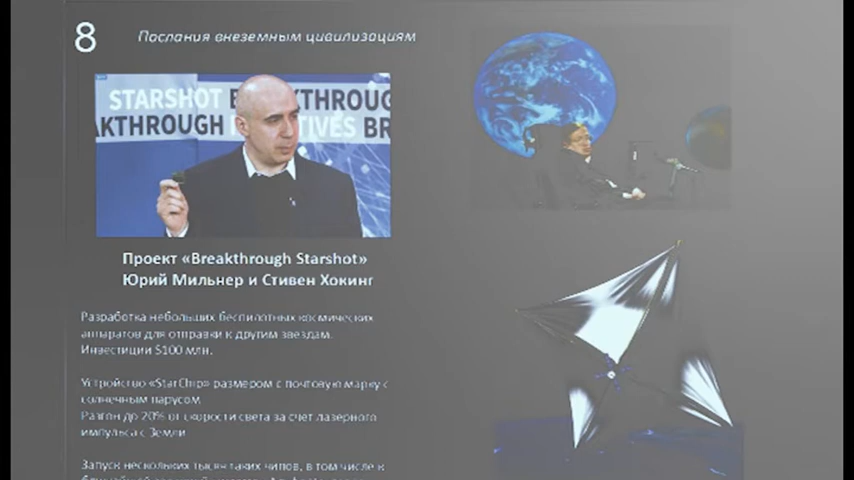 8
Послания внеземным цивилизациям
STARSHOT BREAKTHROUG
AKTHROUGH INITIATIVES BR
Проект «Breakthrough Starshot»
Юрий Мильнер и Стивен Хокинг
Разработка небольших беспилотных космических
аппаратов для отправки к другим звездам.
Инвестиции $100 млн.
Устройство «StarChip» размером с почтовую марку с
солнечным парусом
Разгон до 20% от скорости света за счет лазерного
импульса с Земли
Запуск нескольких тысяч таких чипов, в том числе к